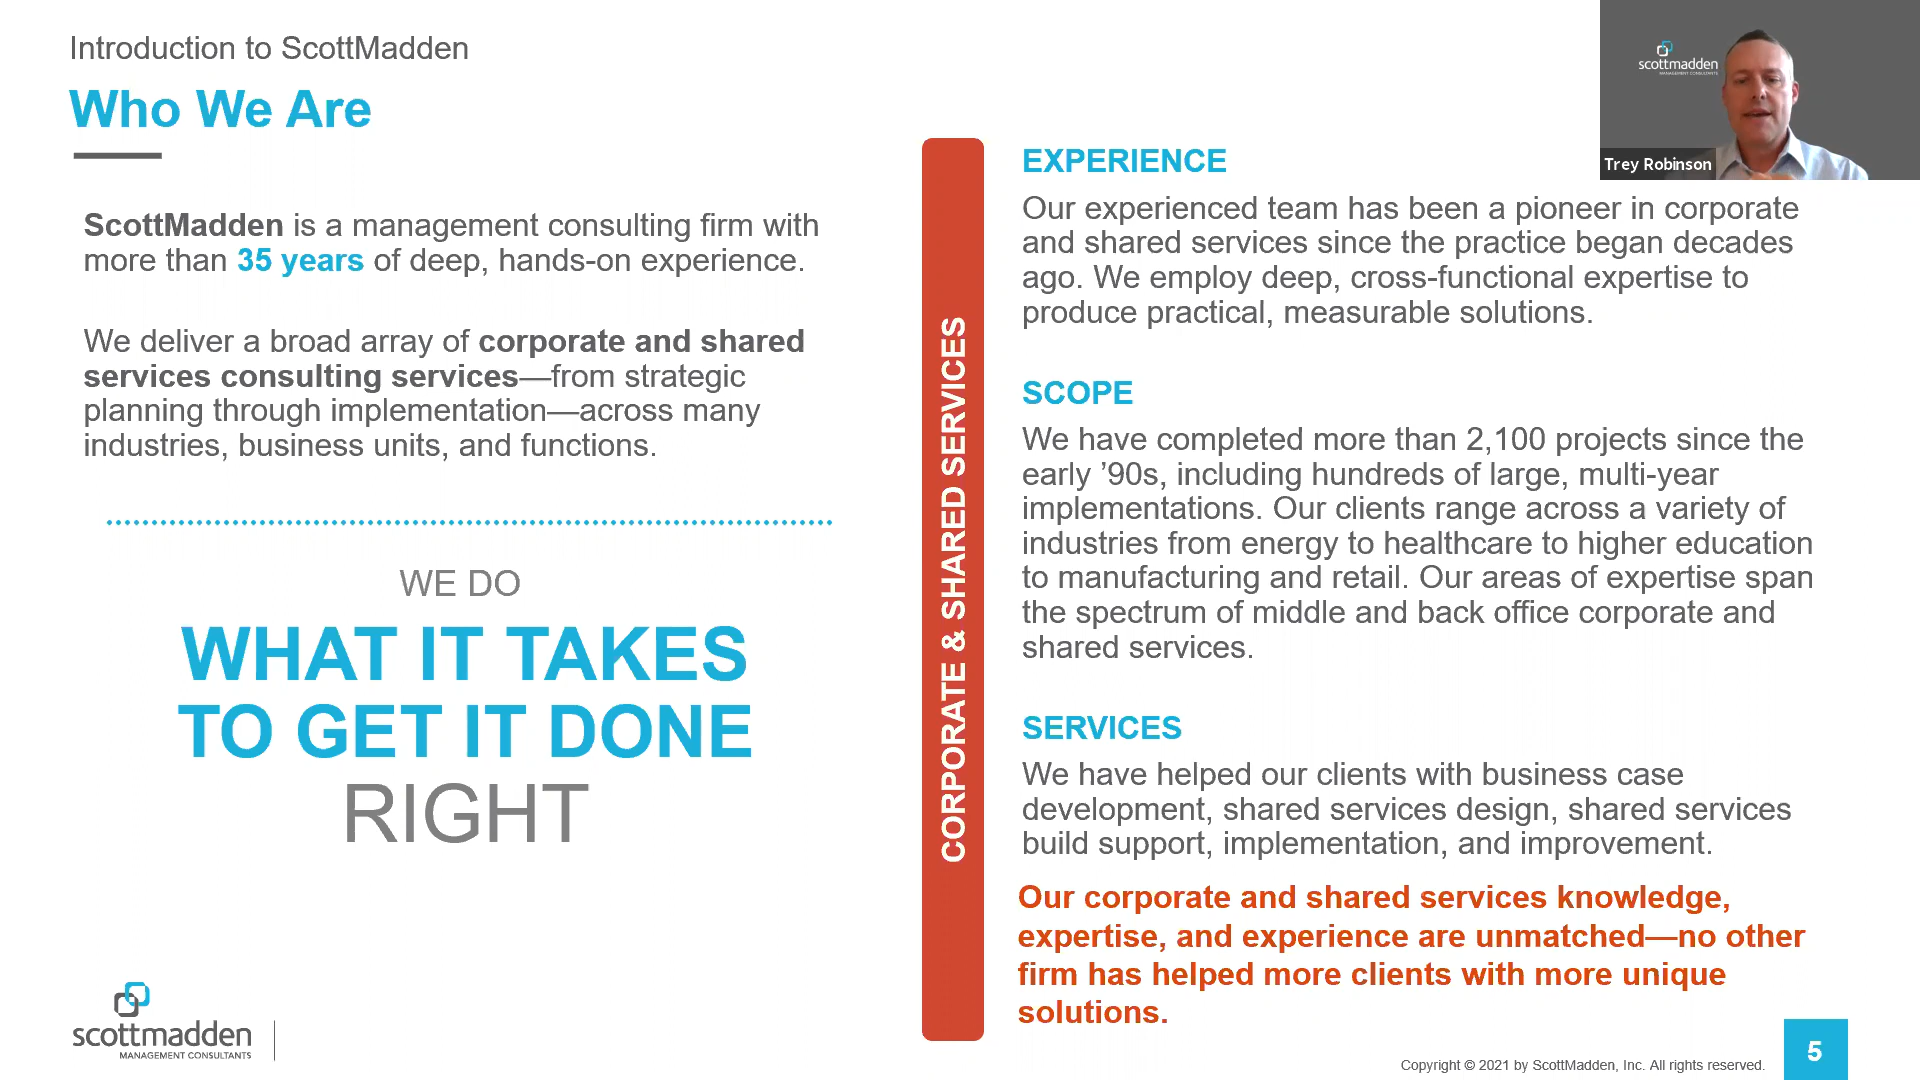 Introduction to ScottMadden
Who We Are
ScottMadden is a management consulting firm with
more than 35 years of deep, hands-on experience.
We deliver a broad array of corporate and shared
services consulting services—from strategic
planning through implementation—across many
industries, business units, and functions.
WE DO
WHAT IT TAKES
TO GET IT DONE
RIGHT
scottmadden
MANAGEMENT CONSULTANTS
CORPORATE & SHARED SERVICES
EXPERIENCE
Our experienced team has been a pioneer in corporate
and shared services since the practice began decades
ago. We employ deep, cross-functional expertise to
produce practical, measurable solutions.
SCOPE
We have completed more than 2,100 projects since the
early ’90s, including hundreds of large, multi-year
implementations. Our clients range across a variety of
industries from energy to healthcare to higher education
to manufacturing and retail. Our areas of expertise span
the spectrum of middle and back office corporate and
shared services.
SERVICES
We have helped our clients with business case
development, shared services design, shared services
build support, implementation, and improvement.
Our corporate and shared services knowledge,
expertise, and experience are unmatched—no other
firm has helped more clients with more unique
solutions.
Copyright © 2021 by ScottMadden, Inc. All rights reserved.
5
scottmadden
MANAGEMENT CONSULTANTS
Trey Robinson